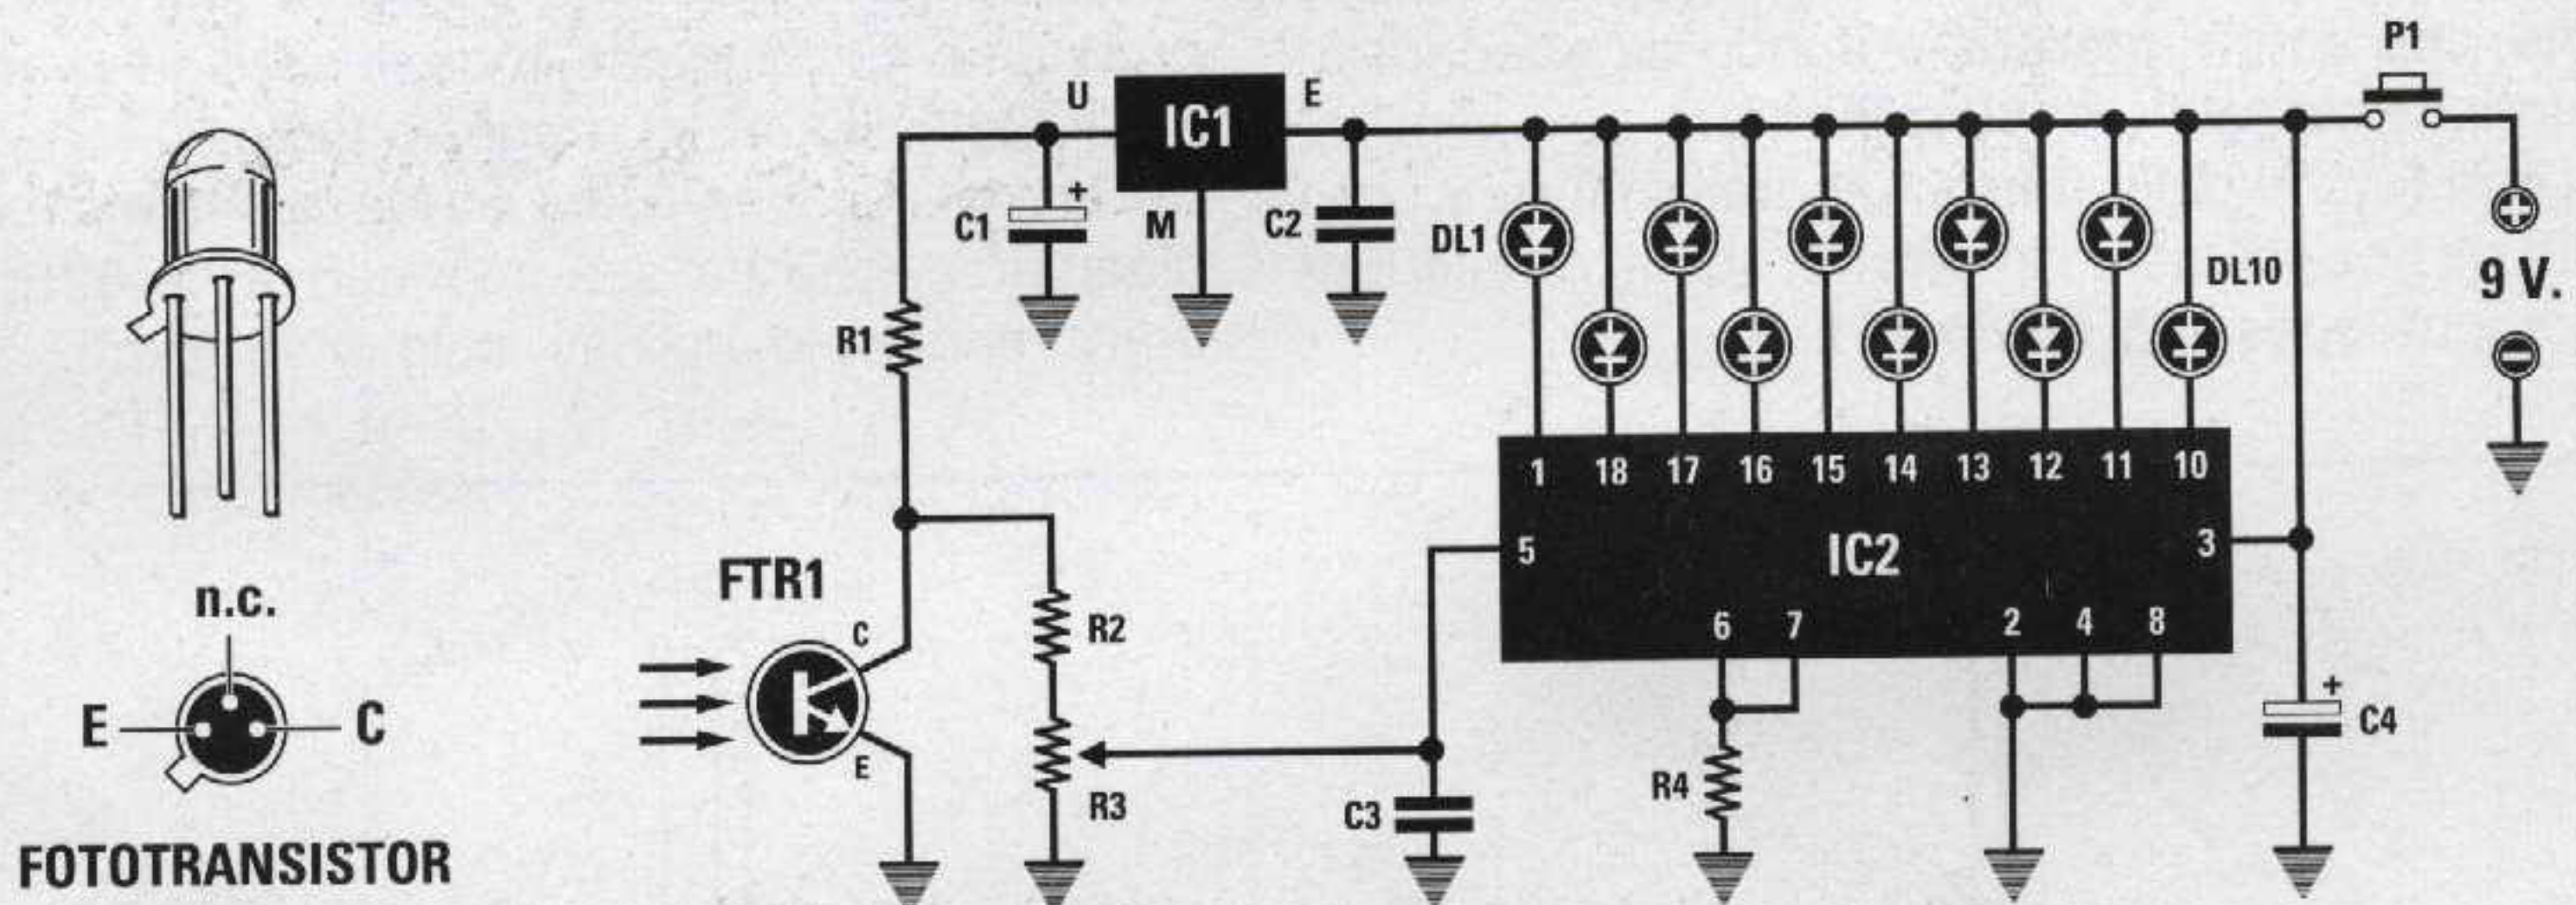 P1
U
IC1
E
C1
+
M
C2
DL1
DL10
9 V.
R1
1 18 17 16 15 14 13 12 11 10
5
IC2
3
6 7
2 4 8
n.c.
E
C
FOTOTRANSISTOR
FTR1
C
E
R2
R3
C3
R4
+
C4